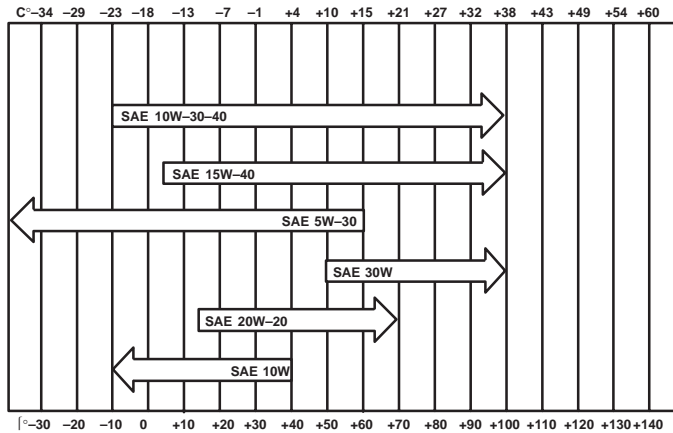 C°–34 –29 –23 –18 –13 –7 –1 +4 +10 +15 +21 +27 +32 +38 +43 +49 +54 +60
SAE 10W–30–40
SAE 15W–40
SAE 5W–30
SAE 30W
SAE 20W–20
SAE 10W
⌠°–30 –20 –10 0 +10 +20 +30 +40 +50 +60 +70 +80 +90 +100 +110 +120 +130 +140